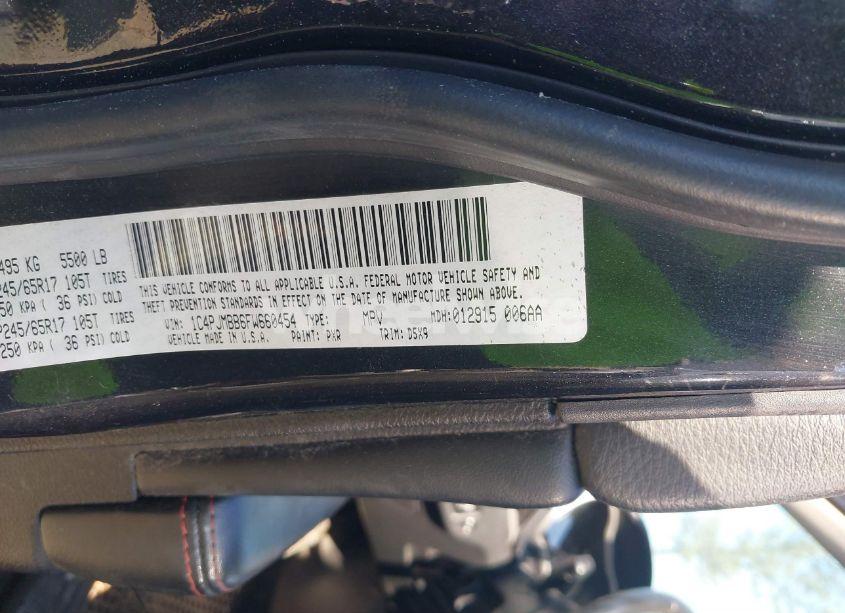 495 KG 5500 LB
245/65R17 105T TIRES
250 KPA ( 36 PSI) COLD
P245/65R17 105T TIRES
250 KPA ( 36 PSI) COLD
THIS VEHICLE CONFORMS TO ALL APPLICABLE U.S.A. FEDERAL MOTOR VEHICLE SAFETY AND
THEFT PREVENTION STANDARDS IN EFFECT ON THE DATE OF MANUFACTURE SHOWN ABOVE.
VIN: 1C4PJMBB6FW660454 TYPE: MPV MDH:012915 006AA
VEHICLE MADE IN U.S.A. PAINT: PXR TRIM: D5X9